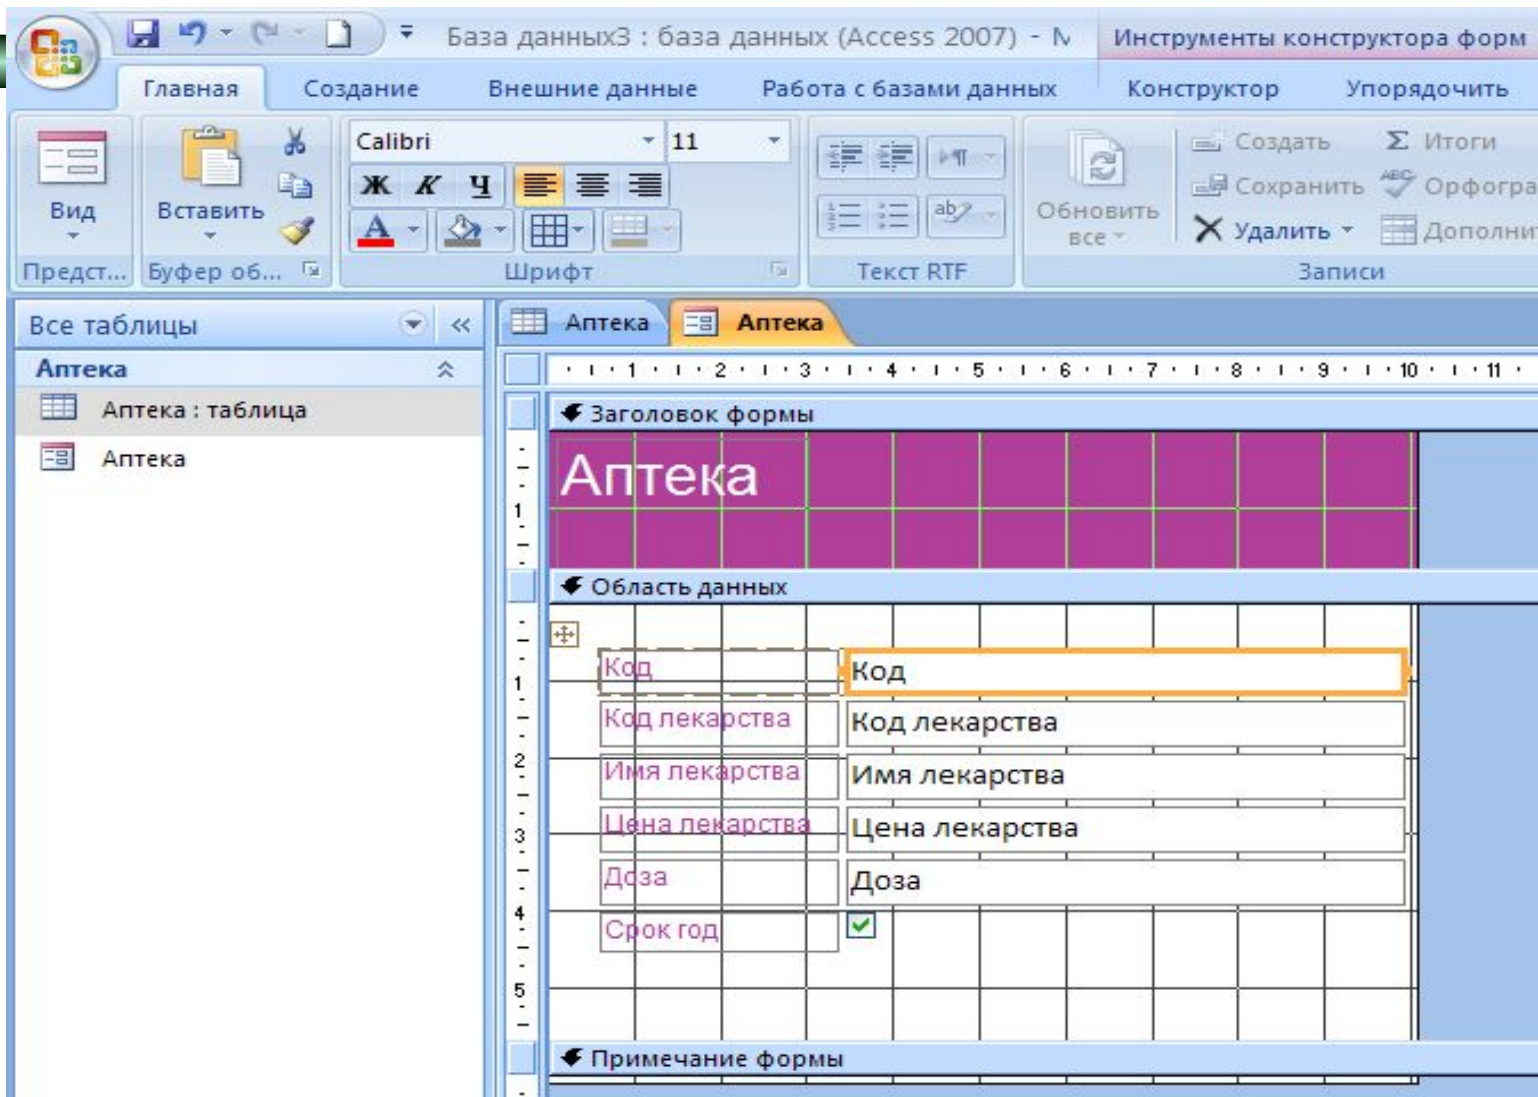 База данных3 : база данных (Access 2007) - М Инструменты конструктора форм
Главная Создание Внешние данные Работа с базами данных Конструктор Упорядочить
Calibri 11
Создать Σ Итоги
Ж К Ч
Сохранить ABC Орфогра
Вид Вставить
ab
Обновить все
A
Удалить Дополни
Предст... Буфер об... Шрифт Текст RTF Записи
Все таблицы
Аптека Аптека
Аптека
1 2 3 4 5 6 7 8 9 10 11
Аптека : таблица
Заголовок формы
Аптека
Аптека
1
Область данных
Код Код
1
Код лекарства Код лекарства
2
Имя лекарства Имя лекарства
Цена лекарства Цена лекарства
3
Доза Доза
4
Срок год
5
Примечание формы